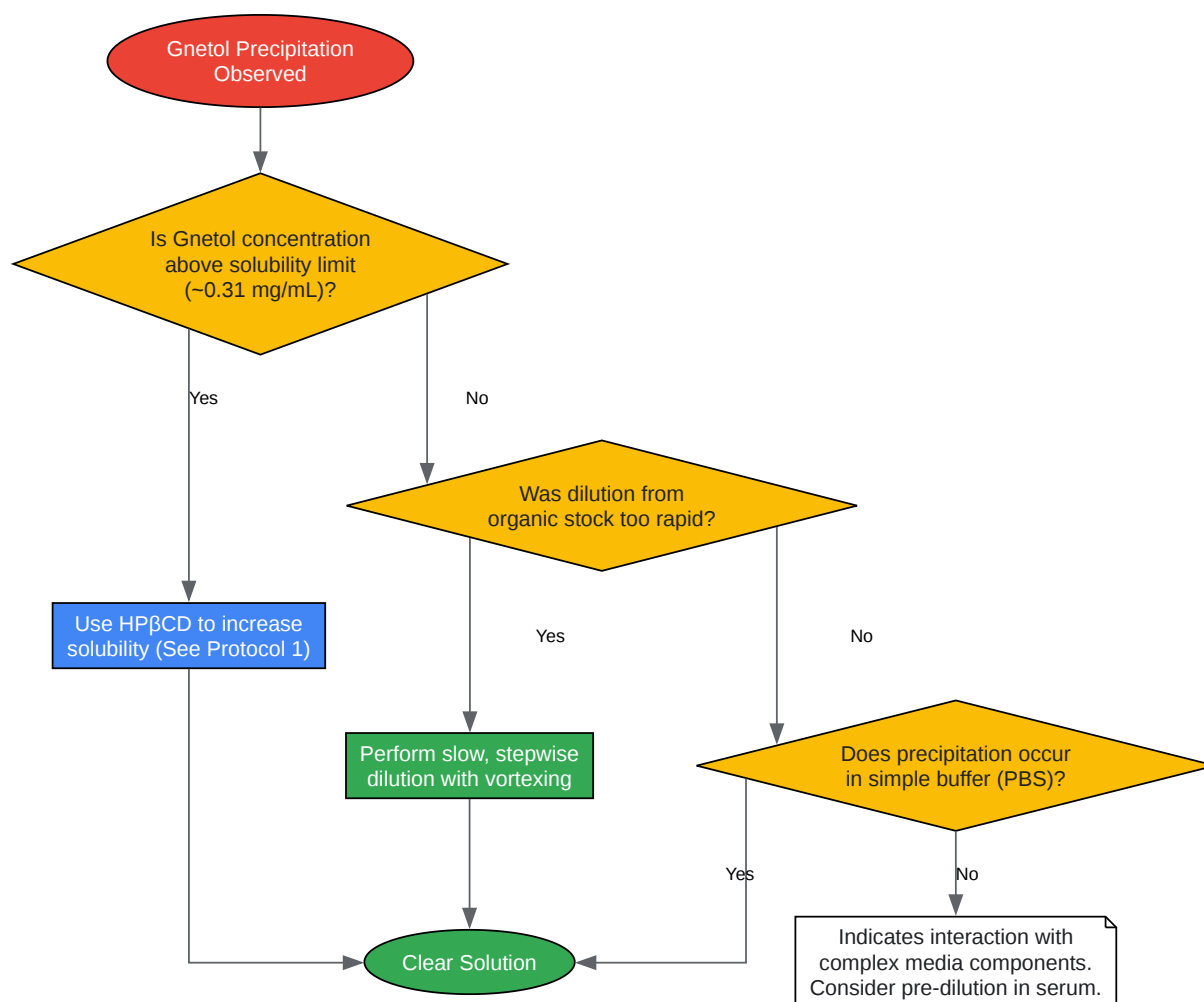 Gnetol Precipitation
Observed
Is Gnetol concentration
above solubility limit
(~0.31 mg/mL)?
Yes
No
Was dilution from
organic stock too rapid?
Use HPβCD to increase
solubility (See Protocol 1)
Yes
No
Perform slow, stepwise
dilution with vortexing
Does precipitation occur
in simple buffer (PBS)?
Yes
No
Clear Solution
Indicates interaction with
complex media components.
Consider pre-dilution in serum.